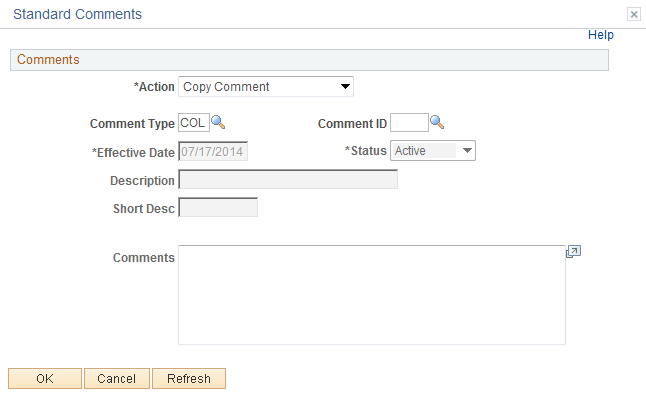 Standard Comments
Help
Comments
*Action Copy Comment
Comment Type COL Comment ID
*Effective Date 07/17/2014 *Status Active
Description
Short Desc
Comments
OK Cancel Refresh